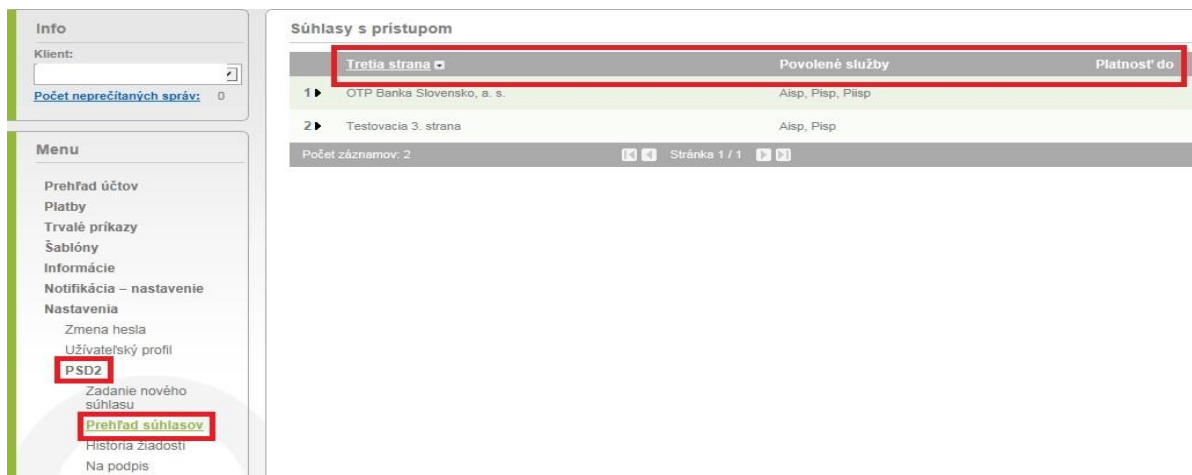 Info
Klient:
Počet neprečítaných správ: 0
Menu
Prehľad účtov
Platby
Trvalé príkazy
Šablóny
Informácie
Notifikácia – nastavenie
Nastavenia
Zmena hesla
Užívateľský profil
PSD2
Zadanie nového
súhlasu
Prehľad súhlasov
História žiadostí
Na podpis
Súhlasy s prístupom
Tretia strana Povolené služby Platnosť do
1 OTP Banka Slovensko, a. s. Aisp, Pisp, Piisp
2 Testovacia 3. strana Aisp, Pisp
Počet záznamov: 2 Stránka 1 / 1